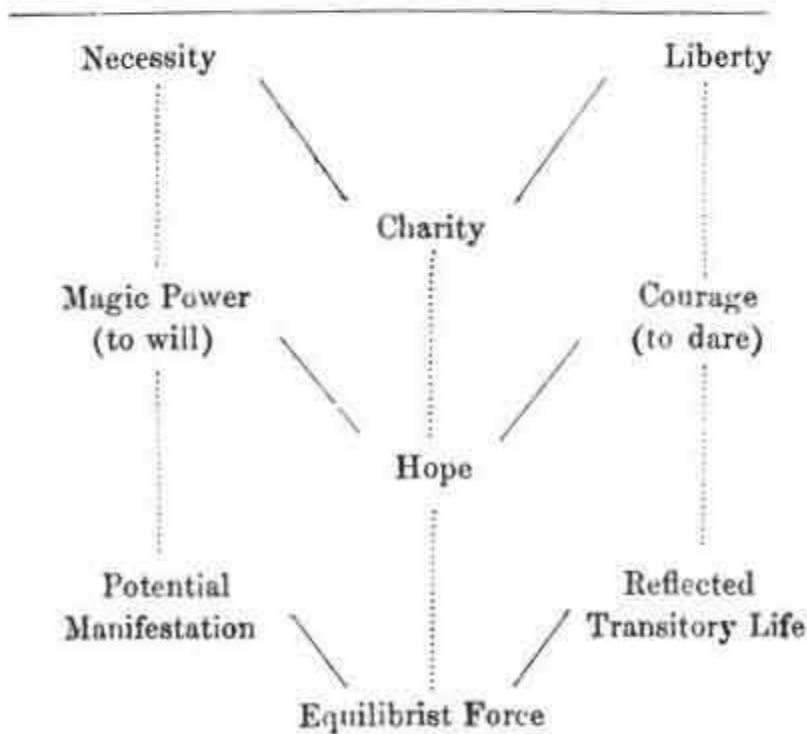 Necessity
Liberty
Charity
Magic Power
(to will)
Courage
(to dare)
Hope
Potential
Manifestation
Reflected
Transitory Life
Equilibrist Force